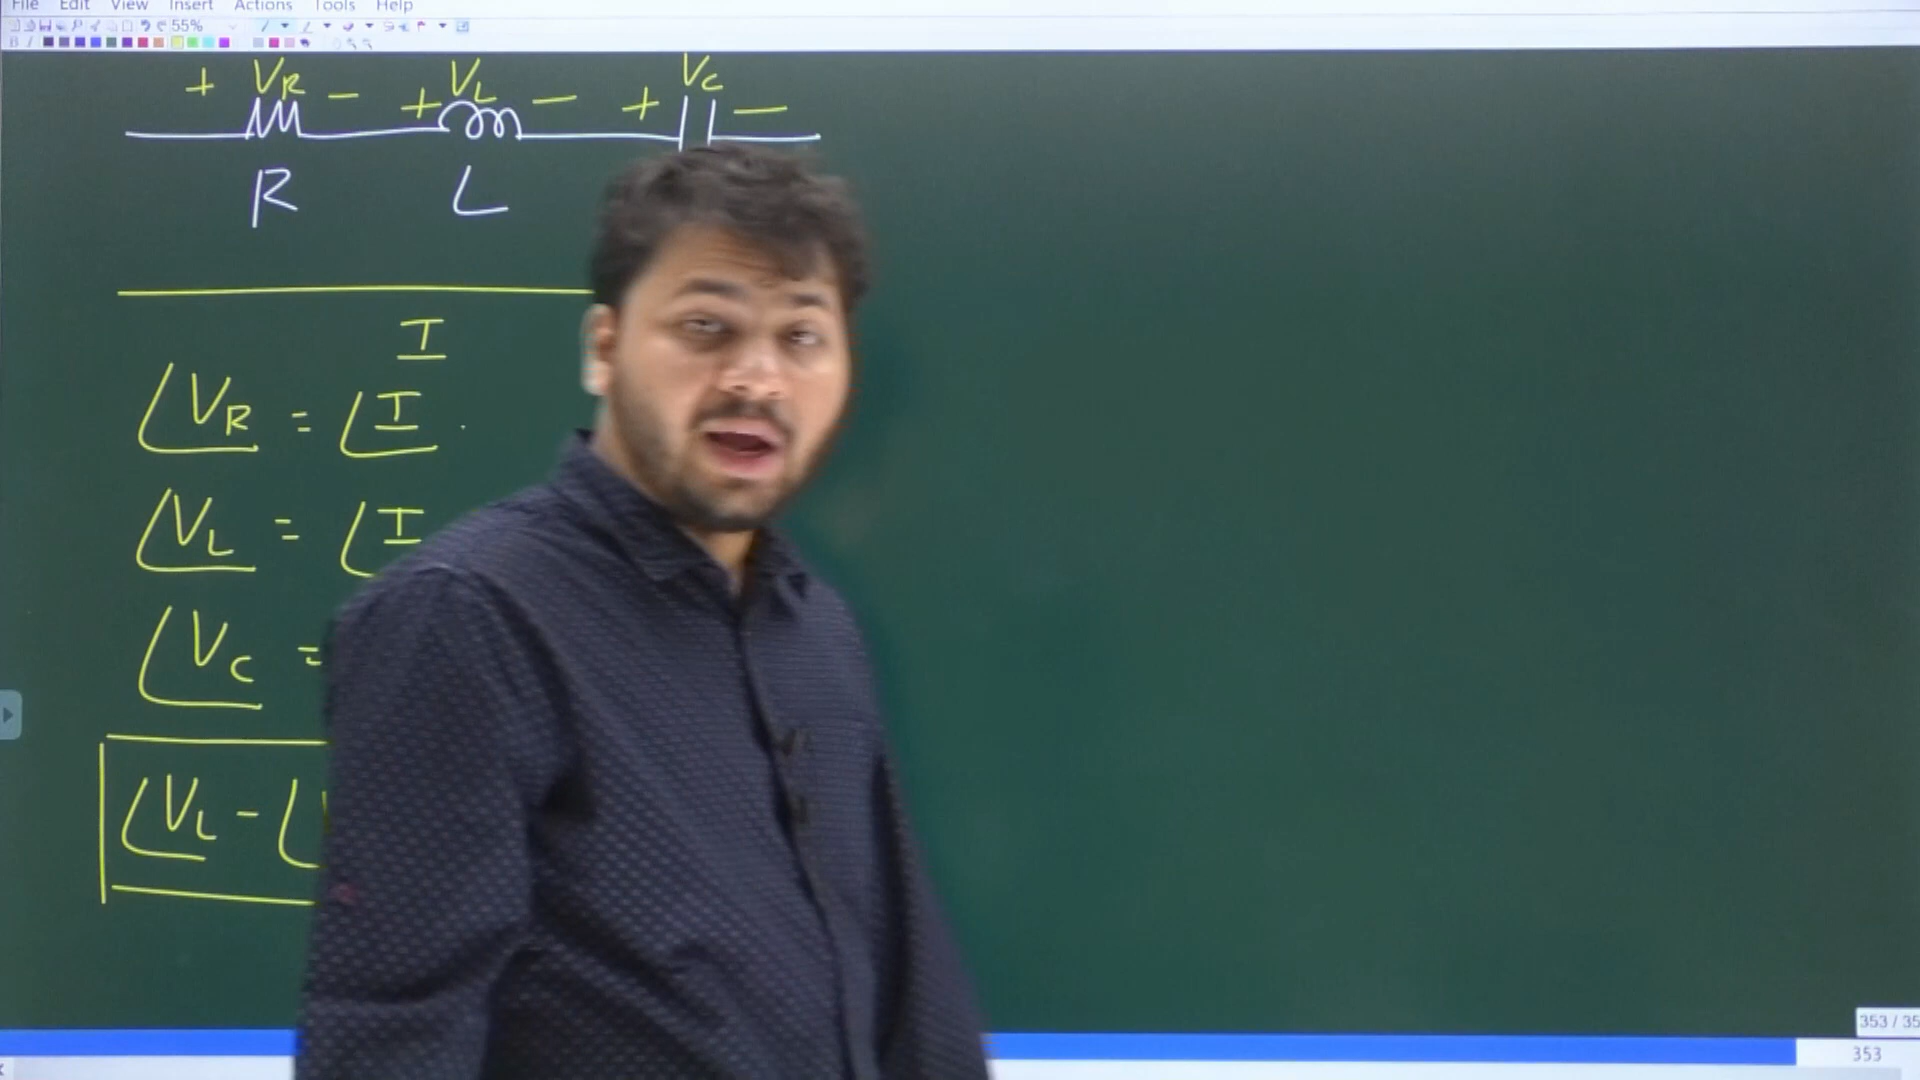 File Edit View Insert Actions Tools Help
55%
+ VR - + VL - + VC -
R L
I
∠VR = ∠I
∠VL = ∠I
∠VC =
∠VL - ∠
353 / 35
353